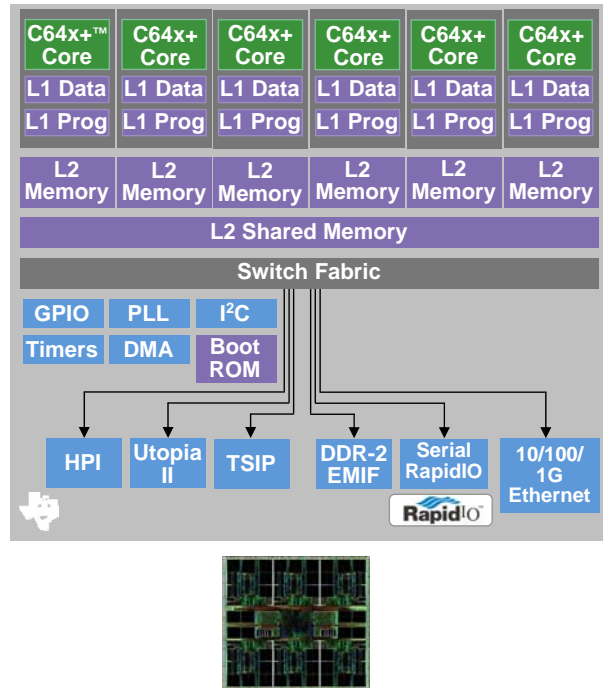 C64x+™ C64x+ C64x+ C64x+ C64x+ C64x+
Core Core Core Core Core Core
L1 Data L1 Data L1 Data L1 Data L1 Data L1 Data
L1 Prog L1 Prog L1 Prog L1 Prog L1 Prog L1 Prog
L2 L2 L2 L2 L2 L2
Memory Memory Memory Memory Memory Memory
L2 Shared Memory
Switch Fabric
GPIO PLL I²C
Timers DMA Boot
ROM
HPI Utopia
II TSIP DDR-2
EMIF Serial
RapidIO 10/100/
1G
Ethernet
RapidIO